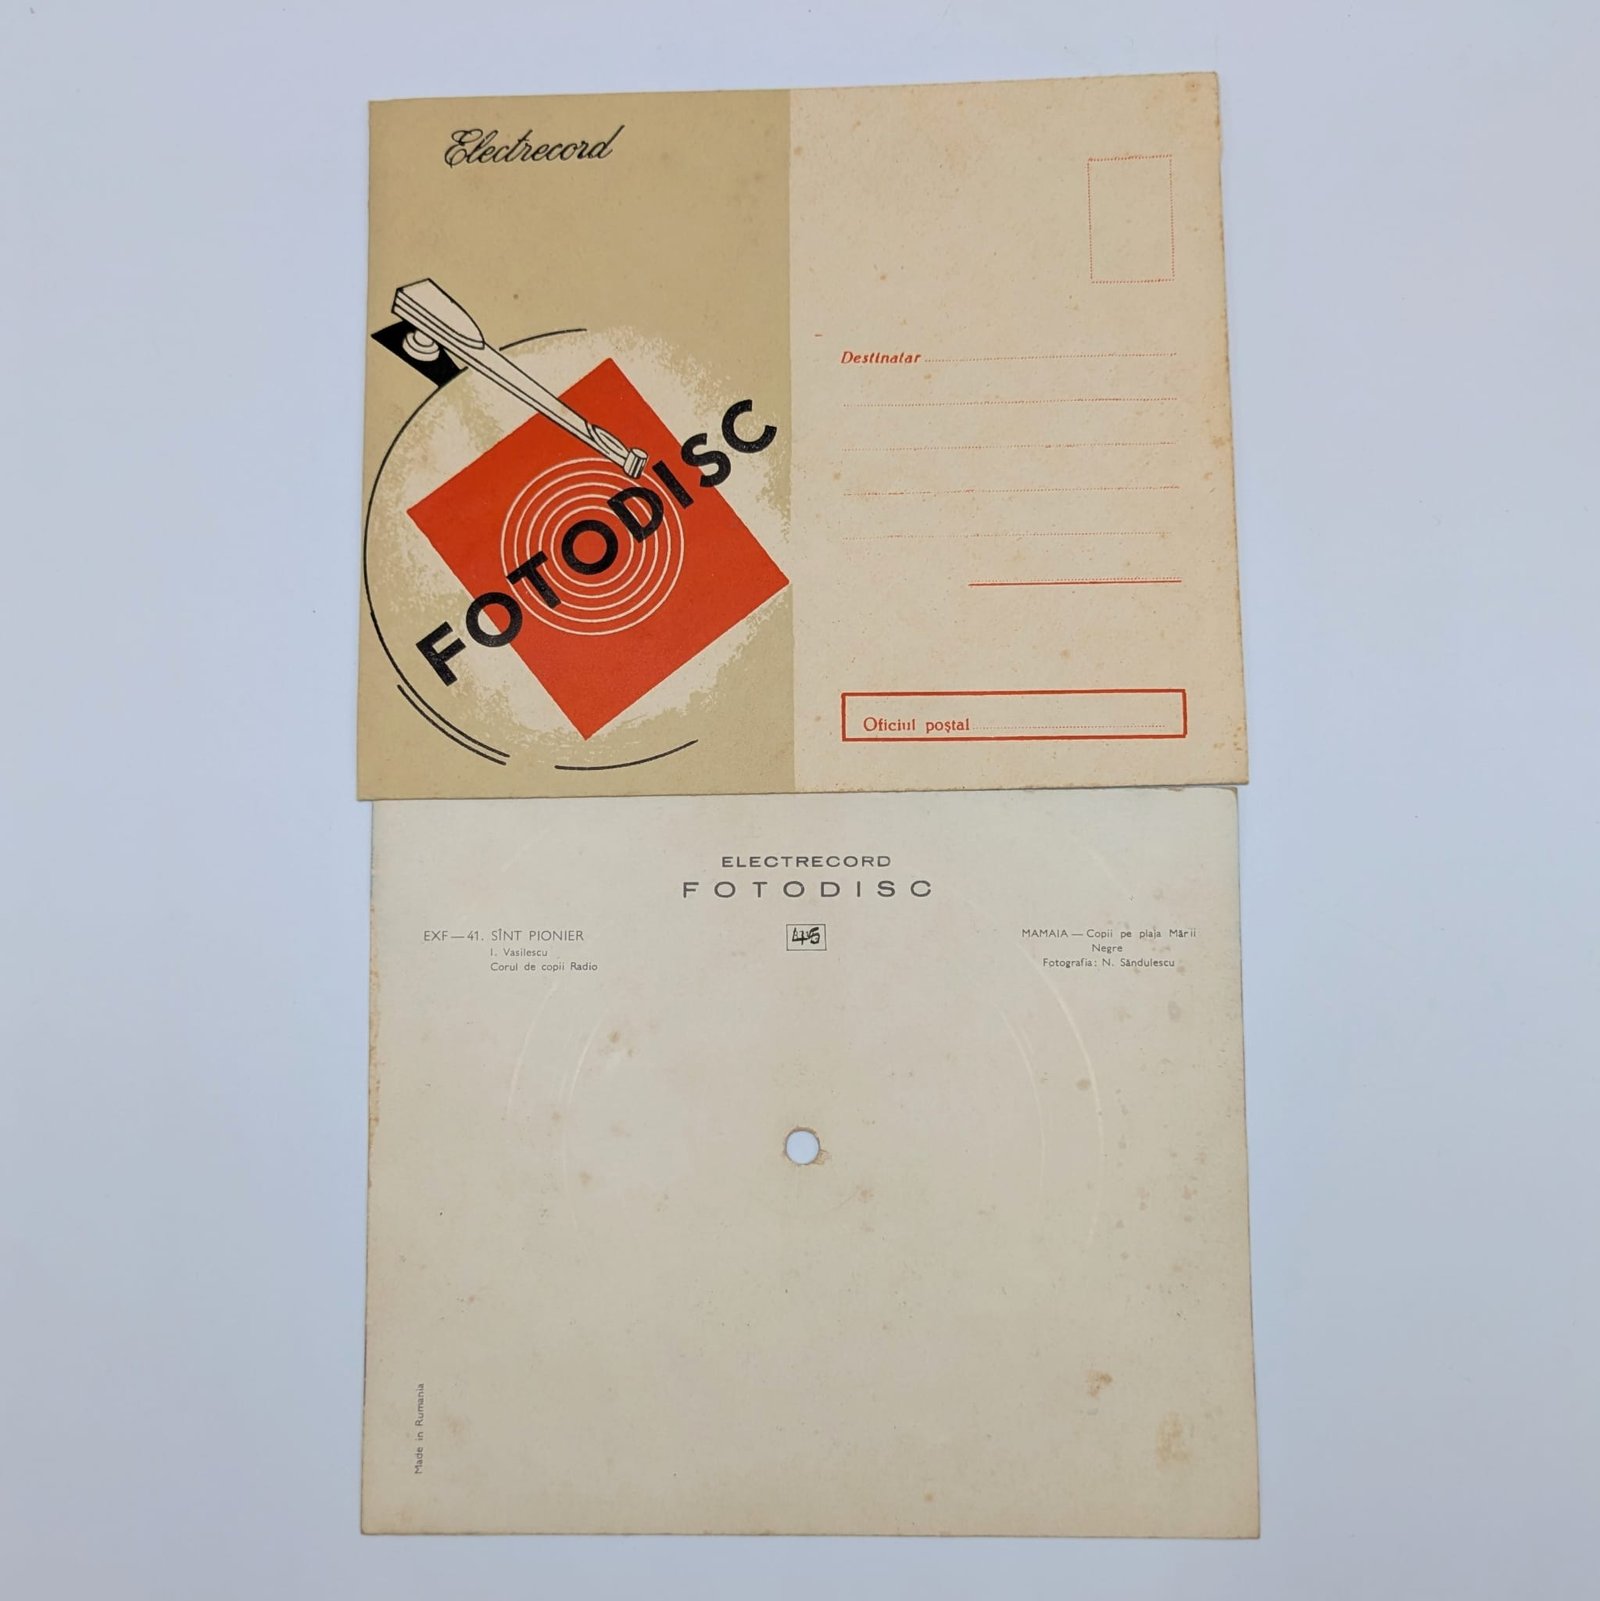 Electrecord
FOTODISC
Destinatar
Oficiul poştal
ELECTRECORD
FOTODISC
EXF—41. SÎNT PIONIER
I. Vasilescu
Corul de copii Radio
45
MAMAIA — Copii pe plaja Mării
Negre
Fotografia: N. Săndulescu
Made in Rumania